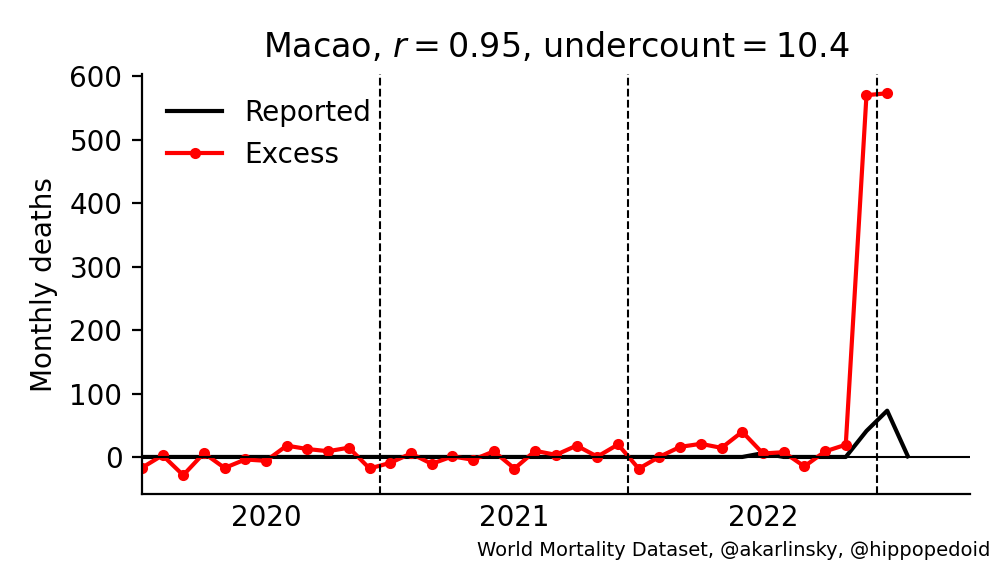 Macao, r = 0.95, undercount = 10.4
600
500
400
300
200
100
0
Monthly deaths
Reported
Excess
2020 2021 2022
World Mortality Dataset, @akarlinsky, @hippopedoid